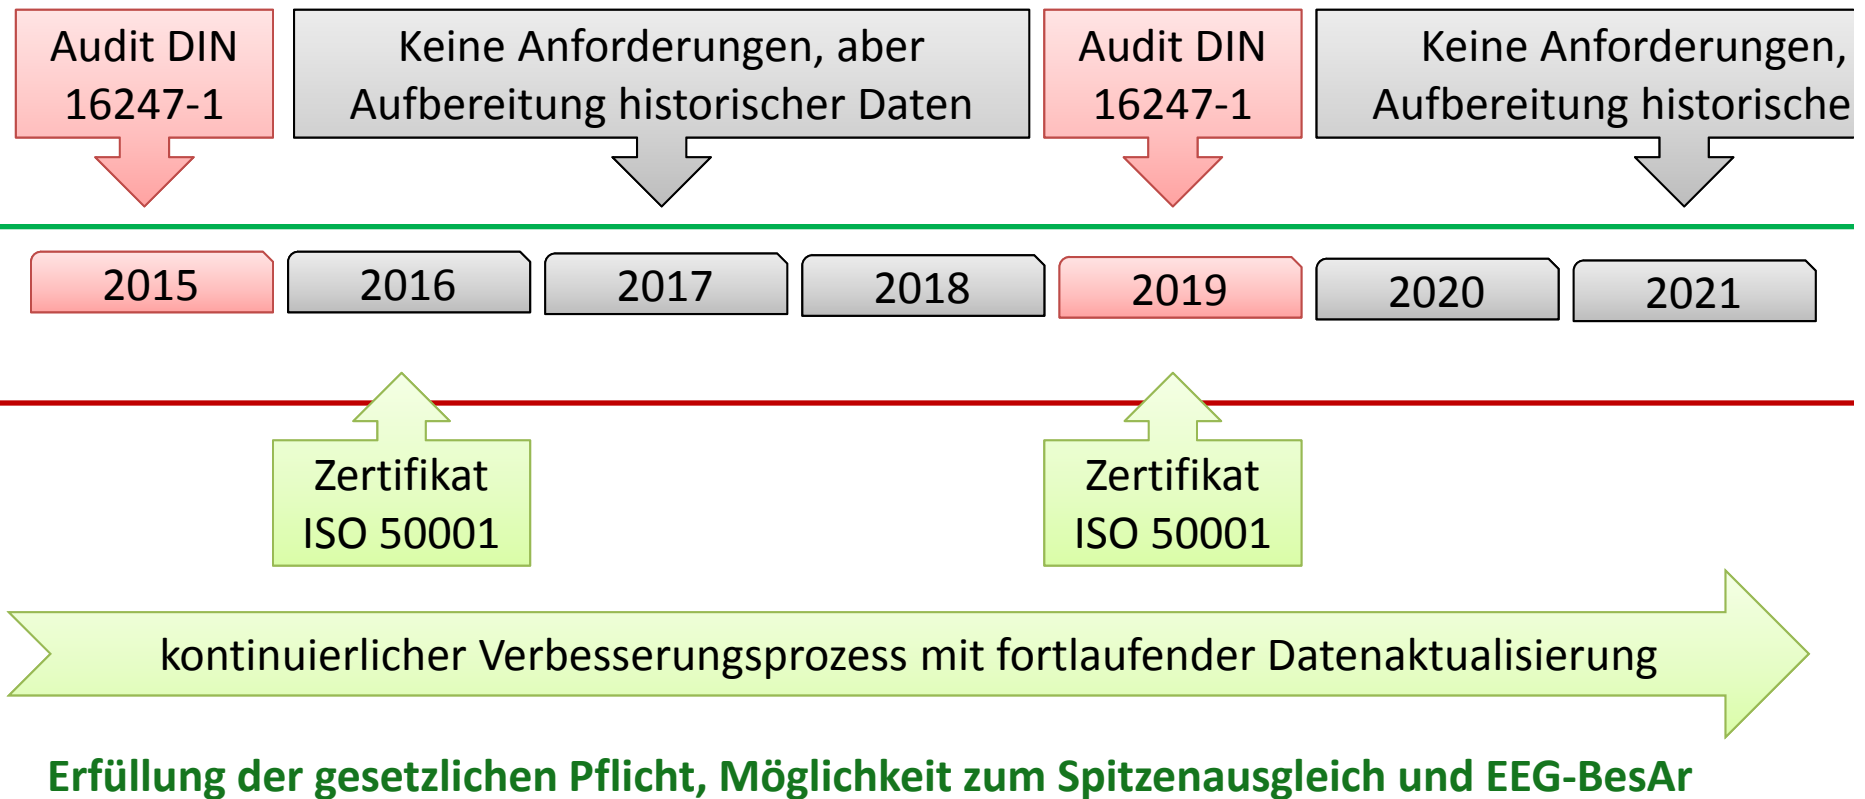 Audit DIN
16247-1
Keine Anforderungen, aber
Aufbereitung historischer Daten
Audit DIN
16247-1
Keine Anforderungen,
Aufbereitung historische
2015
2016
2017
2018
2019
2020
2021
Zertifikat
ISO 50001
Zertifikat
ISO 50001
kontinuierlicher Verbesserungsprozess mit fortlaufender Datenaktualisierung
Erfüllung der gesetzlichen Pflicht, Möglichkeit zum Spitzenausgleich und EEG-BesAr